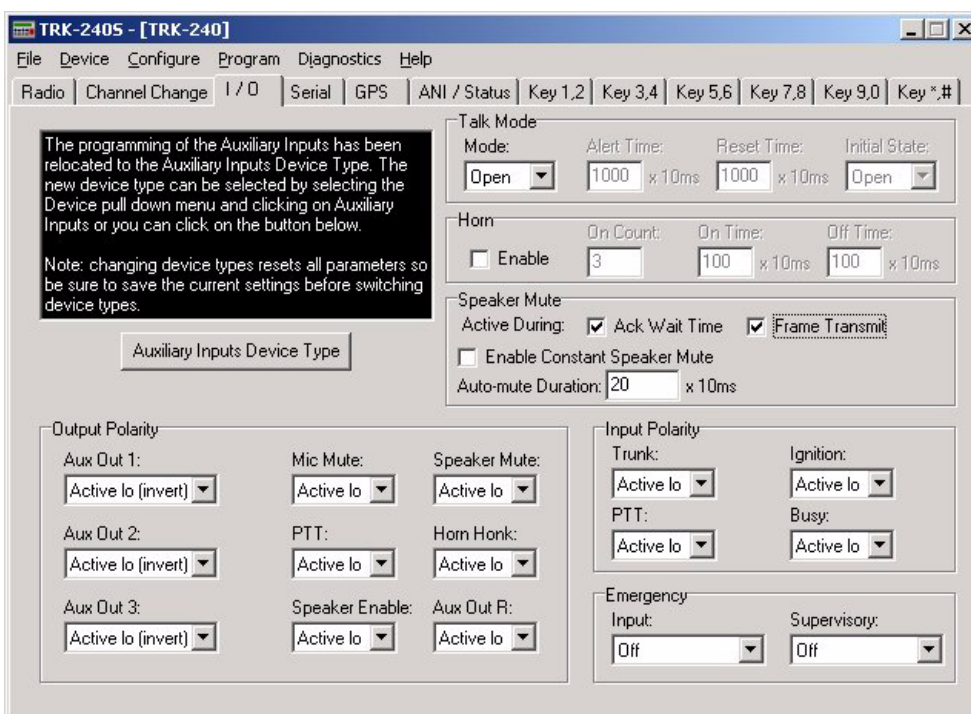 TRK-240S - [TRK-240]
File Device Configure Program Diagnostics Help
Radio Channel Change I / O Serial GPS ANI / Status Key 1,2 Key 3,4 Key 5,6 Key 7,8 Key 9,0 Key *,#
The programming of the Auxiliary Inputs has been
relocated to the Auxiliary Inputs Device Type. The
new device type can be selected by selecting the
Device pull down menu and clicking on Auxiliary
Inputs or you can click on the button below.
Note: changing device types resets all parameters so
be sure to save the current settings before switching
device types.
Auxiliary Inputs Device Type
Talk Mode
Mode: Alert Time: Reset Time: Initial State:
Open 1000 x 10ms 1000 x 10ms Open
Horn
On Count: On Time: Off Time:
Enable 3 100 x 10ms 100 x 10ms
Speaker Mute
Active During: Ack Wait Time Frame Transmit
Enable Constant Speaker Mute
Auto-mute Duration: 20 x 10ms
Output Polarity
Aux Out 1: Mic Mute: Speaker Mute:
Active lo (invert) Active lo Active lo
Aux Out 2: PTT: Horn Honk:
Active lo (invert) Active lo Active lo
Aux Out 3: Speaker Enable: Aux Out R:
Active lo (invert) Active lo Active lo
Input Polarity
Trunk: Ignition:
Active lo Active lo
PTT: Busy:
Active lo Active lo
Emergency
Input: Supervisory:
Off Off